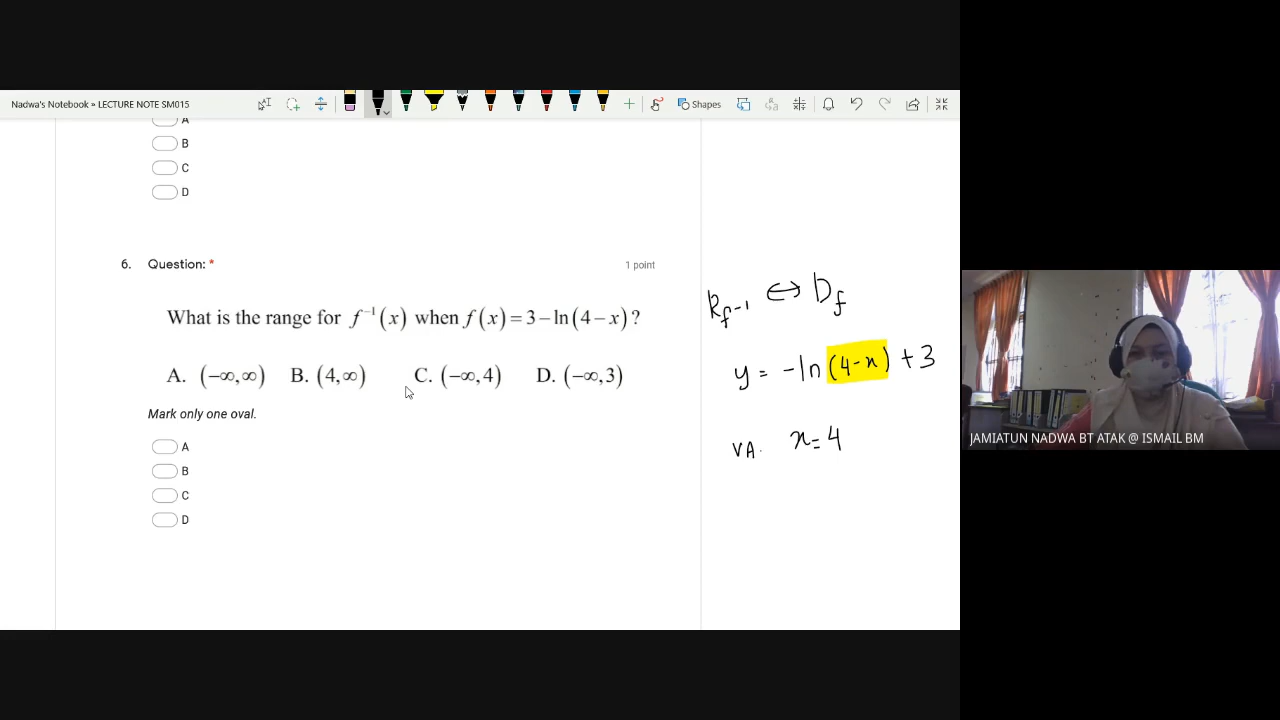 Nadwa's Notebook » LECTURE NOTE SM015
Shapes
A
B
C
D
6. Question: *
1 point
What is the range for f⁻¹(x) when f(x)=3−ln(4−x)?
A. (−∞,∞) B. (4,∞) C. (−∞,4) D. (−∞,3)
Mark only one oval.
A
B
C
D
R_f⁻¹ ↔ D_f
y = -ln (4-x) + 3
VA. x=4
JAMIATUN NADWA BT ATAK @ ISMAIL BM